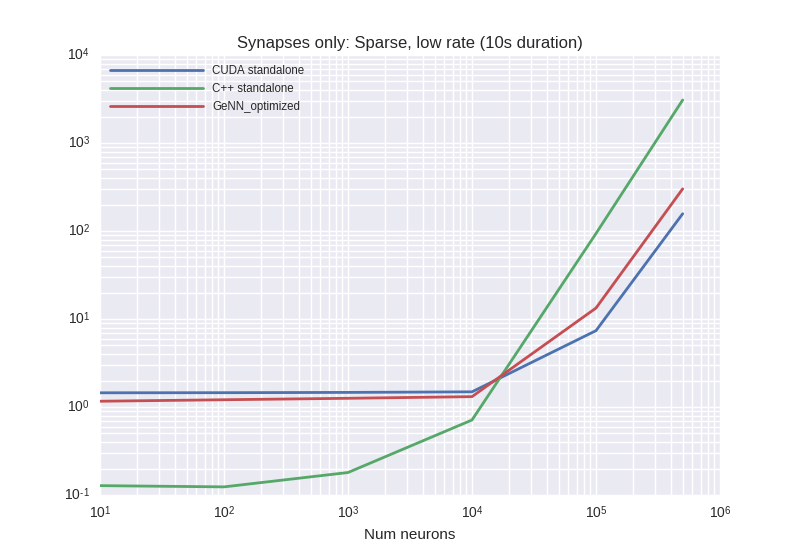 Synapses only: Sparse, low rate (10s duration)
CUDA standalone
C++ standalone
GeNN_optimized
10^4
10^3
10^2
10^1
10^0
10^-1
10^1 10^2 10^3 10^4 10^5 10^6
Num neurons